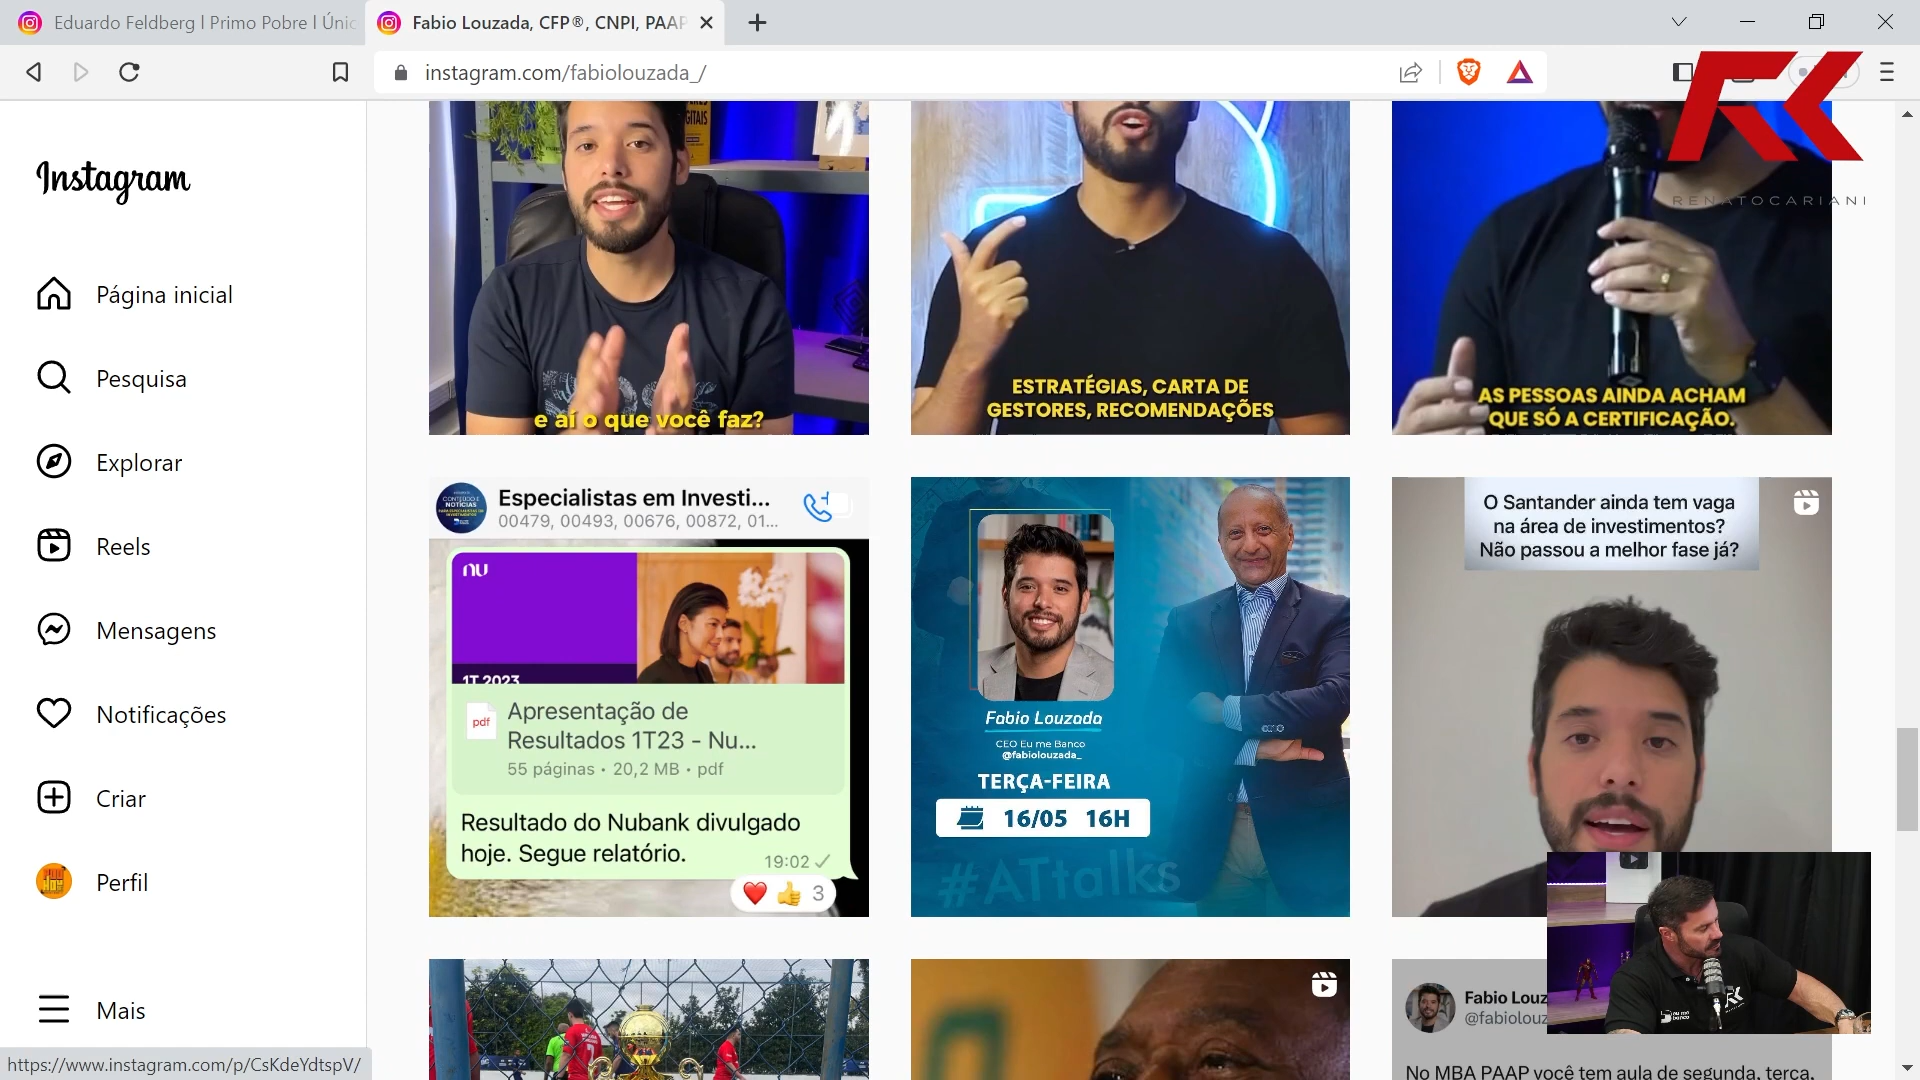 Eduardo Feldberg l Primo Pobre l Únic
Fabio Louzada, CFP®, CNPI, PAAP
instagram.com/fabiolouzada_/
RENATOCARIANI
Instagram
Página inicial
Pesquisa
Explorar
Reels
Mensagens
Notificações
Criar
Perfil
Mais
https://www.instagram.com/p/CsKdeYdtspV/
e aí o que você faz?
ESTRATÉGIAS, CARTA DE
GESTORES, RECOMENDAÇÕES
AS PESSOAS AINDA ACHAM
QUE SÓ A CERTIFICAÇÃO.
CONTEÚDO E
NOTÍCIAS
Especialistas em Investi...
00479, 00493, 00676, 00872, 01...
nu
1T 2023
pdf
Apresentação de
Resultados 1T23 - Nu...
55 páginas • 20,2 MB • pdf
Resultado do Nubank divulgado
hoje. Segue relatório.
19:02
3
Fabio Louzada
CEO Eu me Banco
@fabiolouzada_
TERÇA-FEIRA
16/05 16H
#ATtalks
O Santander ainda tem vaga
na área de investimentos?
Não passou a melhor fase já?
Fabio Louz
@fabiolouz
No MBA PAAP você tem aula de segunda, terça,